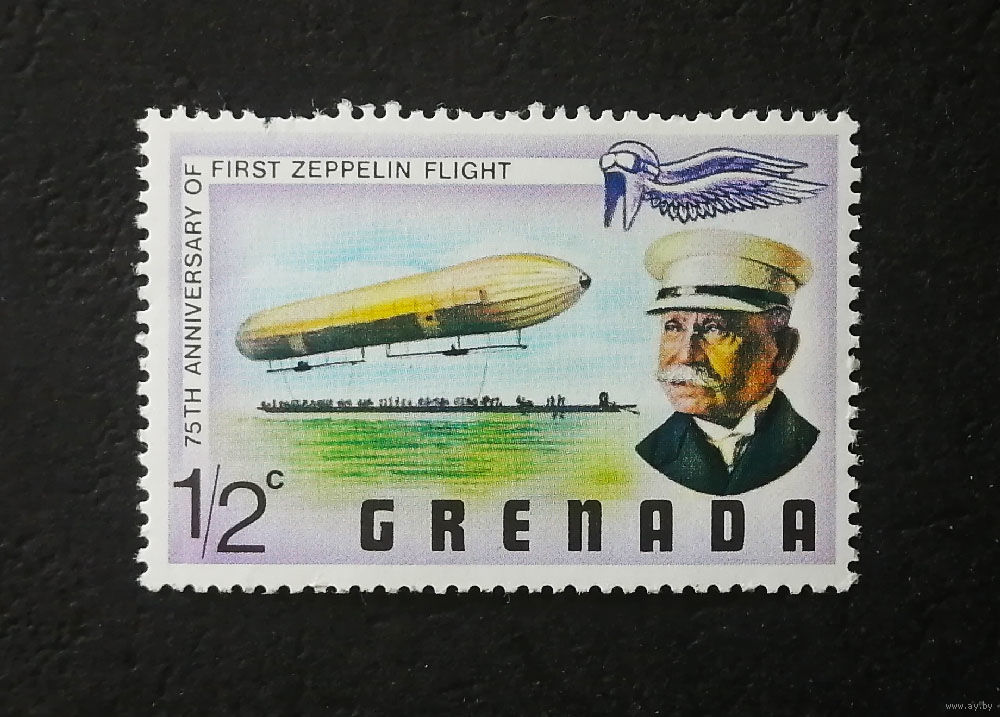 75TH ANNIVERSARY OF
FIRST ZEPPELIN FLIGHT
1/2c
GRENADA
www.ay.by